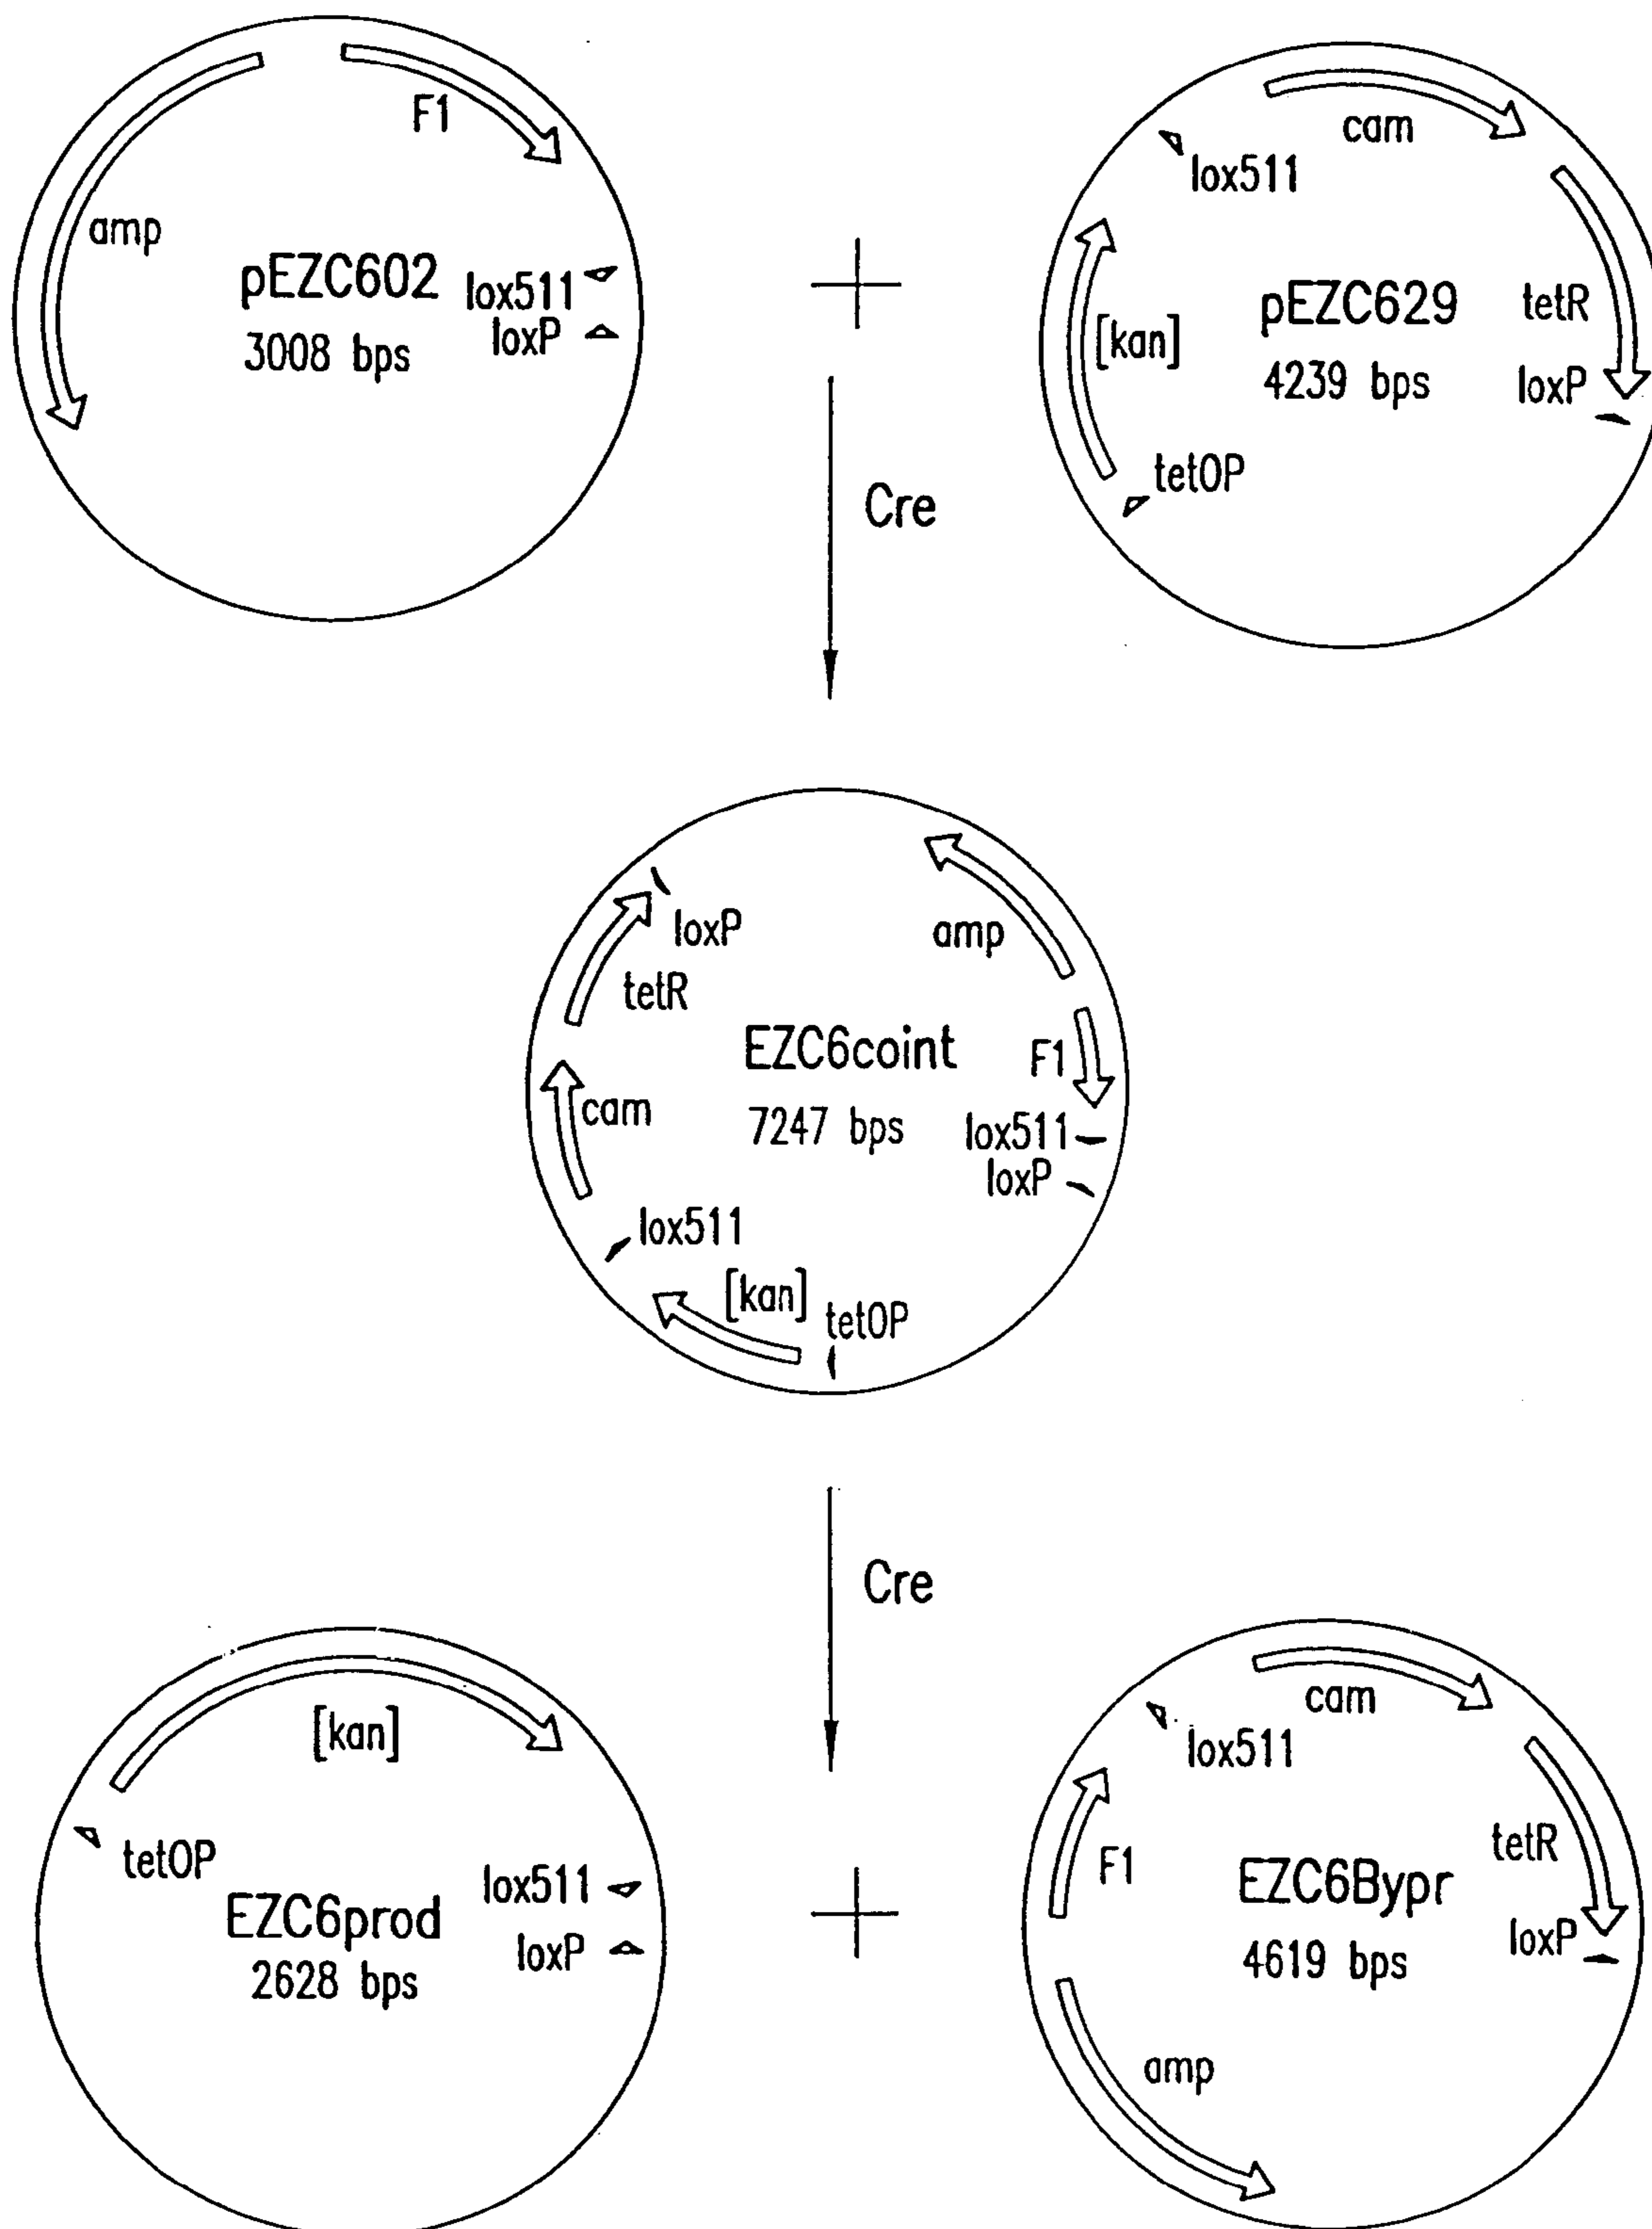 F1
amp
pEZC602
3008 bps
lox511
loxP
+
cam
lox511
[kan]
pEZC629
4239 bps
tetR
loxP
tetOP
Cre
loxP
tetR
amp
EZC6coint
7247 bps
F1
cam
lox511
loxP
lox511
[kan]
tetOP
Cre
[kan]
tetOP
lox511
EZC6prod
loxP
2628 bps
+
cam
lox511
F1
tetR
EZC6Bypr
loxP
4619 bps
amp